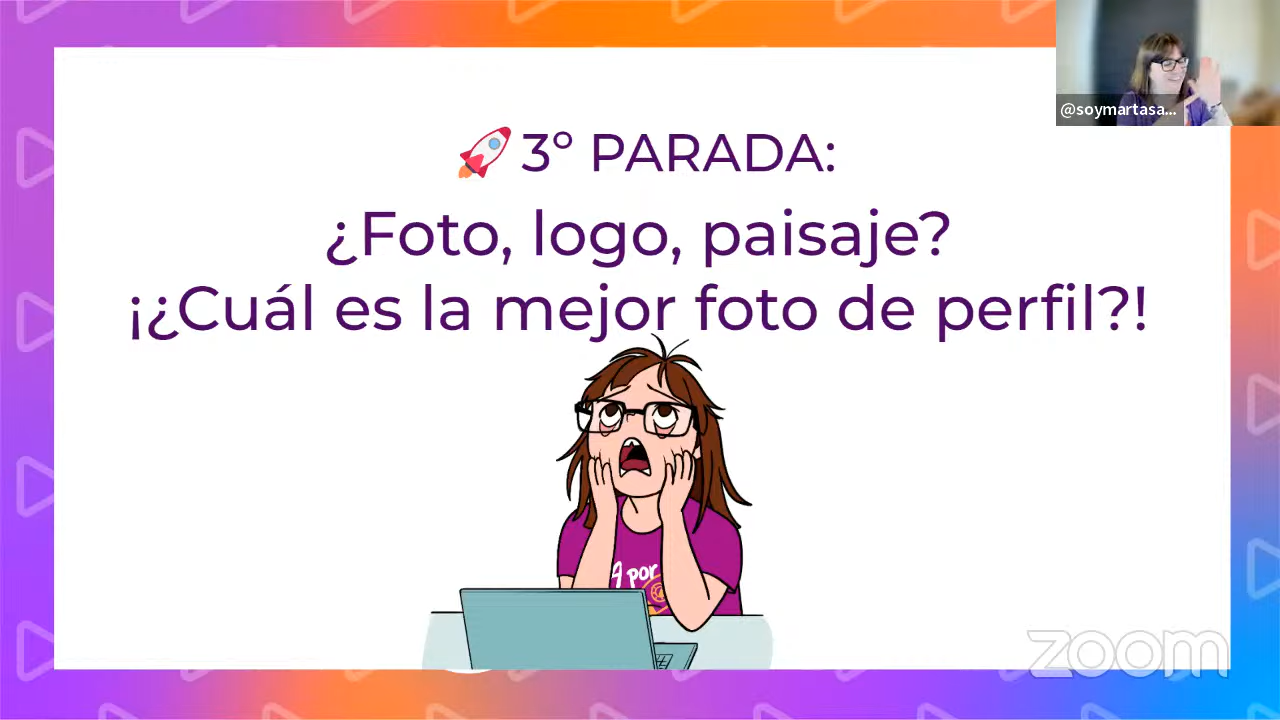 🚀 3º PARADA:
¿Foto, logo, paisaje?
¡¿Cuál es la mejor foto de perfil?!
@soymartasa...
A por
zoom